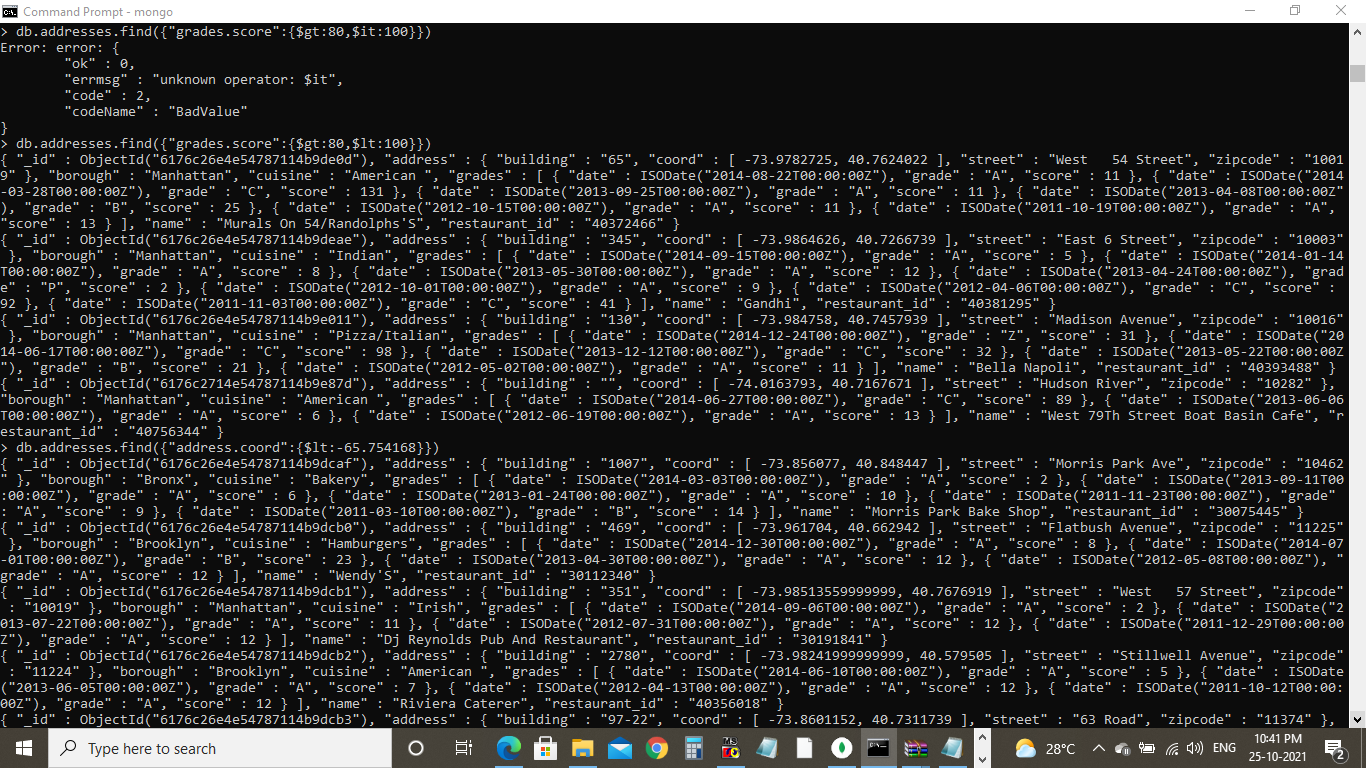 Command Prompt - mongo
> db.addresses.find({"grades.score":{$gt:80,$it:100}})
Error: error: {
"ok" : 0,
"errmsg" : "unknown operator: $it",
"code" : 2,
"codeName" : "BadValue"
}
> db.addresses.find({"grades.score":{$gt:80,$lt:100}})
{ "_id" : ObjectId("6176c26e4e54787114b9de0d"), "address" : { "building" : "65", "coord" : [ -73.9782725, 40.7624022 ], "street" : "West   54 Street", "zipcode" : "1001
9" }, "borough" : "Manhattan", "cuisine" : "American ", "grades" : [ { "date" : ISODate("2014-08-22T00:00:00Z"), "grade" : "A", "score" : 11 }, { "date" : ISODate("2014
-03-28T00:00:00Z"), "grade" : "C", "score" : 131 }, { "date" : ISODate("2013-09-25T00:00:00Z"), "grade" : "A", "score" : 11 }, { "date" : ISODate("2013-04-08T00:00:00Z"
), "grade" : "B", "score" : 25 }, { "date" : ISODate("2012-10-15T00:00:00Z"), "grade" : "A", "score" : 11 }, { "date" : ISODate("2011-10-19T00:00:00Z"), "grade" : "A",
"score" : 13 } ], "name" : "Murals On 54/Randolphs'S", "restaurant_id" : "40372466" }
{ "_id" : ObjectId("6176c26e4e54787114b9deae"), "address" : { "building" : "345", "coord" : [ -73.9864626, 40.7266739 ], "street" : "East 6 Street", "zipcode" : "10003"
}, "borough" : "Manhattan", "cuisine" : "Indian", "grades" : [ { "date" : ISODate("2014-09-15T00:00:00Z"), "grade" : "A", "score" : 5 }, { "date" : ISODate("2014-01-14
T00:00:00Z"), "grade" : "A", "score" : 8 }, { "date" : ISODate("2013-05-30T00:00:00Z"), "grade" : "A", "score" : 12 }, { "date" : ISODate("2013-04-24T00:00:00Z"), "grad
e" : "P", "score" : 2 }, { "date" : ISODate("2012-10-01T00:00:00Z"), "grade" : "A", "score" : 9 }, { "date" : ISODate("2012-04-06T00:00:00Z"), "grade" : "C", "score" :
92 }, { "date" : ISODate("2011-11-03T00:00:00Z"), "grade" : "C", "score" : 41 } ], "name" : "Gandhi", "restaurant_id" : "40381295" }
{ "_id" : ObjectId("6176c26e4e54787114b9e011"), "address" : { "building" : "130", "coord" : [ -73.984758, 40.7457939 ], "street" : "Madison Avenue", "zipcode" : "10016"
}, "borough" : "Manhattan", "cuisine" : "Pizza/Italian", "grades" : [ { "date" : ISODate("2014-12-24T00:00:00Z"), "grade" : "Z", "score" : 31 }, { "date" : ISODate("20
14-06-17T00:00:00Z"), "grade" : "C", "score" : 98 }, { "date" : ISODate("2013-12-12T00:00:00Z"), "grade" : "C", "score" : 32 }, { "date" : ISODate("2013-05-22T00:00:00Z
"), "grade" : "B", "score" : 21 }, { "date" : ISODate("2012-05-02T00:00:00Z"), "grade" : "A", "score" : 11 } ], "name" : "Bella Napoli", "restaurant_id" : "40393488" }
{ "_id" : ObjectId("6176c2714e54787114b9e87d"), "address" : { "building" : "", "coord" : [ -74.0163793, 40.7167671 ], "street" : "Hudson River", "zipcode" : "10282" },
"borough" : "Manhattan", "cuisine" : "American ", "grades" : [ { "date" : ISODate("2014-06-27T00:00:00Z"), "grade" : "C", "score" : 89 }, { "date" : ISODate("2013-06-06
T00:00:00Z"), "grade" : "A", "score" : 6 }, { "date" : ISODate("2012-06-19T00:00:00Z"), "grade" : "A", "score" : 13 } ], "name" : "West 79Th Street Boat Basin Cafe", "r
estaurant_id" : "40756344" }
> db.addresses.find({"address.coord":{$lt:-65.754168}})
{ "_id" : ObjectId("6176c26e4e54787114b9dcaf"), "address" : { "building" : "1007", "coord" : [ -73.856077, 40.848447 ], "street" : "Morris Park Ave", "zipcode" : "10462
" }, "borough" : "Bronx", "cuisine" : "Bakery", "grades" : [ { "date" : ISODate("2014-03-03T00:00:00Z"), "grade" : "A", "score" : 2 }, { "date" : ISODate("2013-09-11T00
:00:00Z"), "grade" : "A", "score" : 6 }, { "date" : ISODate("2013-01-24T00:00:00Z"), "grade" : "A", "score" : 10 }, { "date" : ISODate("2011-11-23T00:00:00Z"), "grade"
: "A", "score" : 9 }, { "date" : ISODate("2011-03-10T00:00:00Z"), "grade" : "B", "score" : 14 } ], "name" : "Morris Park Bake Shop", "restaurant_id" : "30075445" }
{ "_id" : ObjectId("6176c26e4e54787114b9dcb0"), "address" : { "building" : "469", "coord" : [ -73.961704, 40.662942 ], "street" : "Flatbush Avenue", "zipcode" : "11225"
}, "borough" : "Brooklyn", "cuisine" : "Hamburgers", "grades" : [ { "date" : ISODate("2014-12-30T00:00:00Z"), "grade" : "A", "score" : 8 }, { "date" : ISODate("2014-07
-01T00:00:00Z"), "grade" : "B", "score" : 23 }, { "date" : ISODate("2013-04-30T00:00:00Z"), "grade" : "A", "score" : 12 }, { "date" : ISODate("2012-05-08T00:00:00Z"),
"grade" : "A", "score" : 12 } ], "name" : "Wendy'S", "restaurant_id" : "30112340" }
{ "_id" : ObjectId("6176c26e4e54787114b9dcb1"), "address" : { "building" : "351", "coord" : [ -73.98513559999999, 40.7676919 ], "street" : "West   57 Street", "zipcode"
: "10019" }, "borough" : "Manhattan", "cuisine" : "Irish", "grades" : [ { "date" : ISODate("2014-09-06T00:00:00Z"), "grade" : "A", "score" : 2 }, { "date" : ISODate("2
013-07-22T00:00:00Z"), "grade" : "A", "score" : 11 }, { "date" : ISODate("2012-07-31T00:00:00Z"), "grade" : "A", "score" : 12 }, { "date" : ISODate("2011-12-29T00:00:00
Z"), "grade" : "A", "score" : 12 } ], "name" : "Dj Reynolds Pub And Restaurant", "restaurant_id" : "30191841" }
{ "_id" : ObjectId("6176c26e4e54787114b9dcb2"), "address" : { "building" : "2780", "coord" : [ -73.98241999999999, 40.579505 ], "street" : "Stillwell Avenue", "zipcode"
: "11224" }, "borough" : "Brooklyn", "cuisine" : "American ", "grades" : [ { "date" : ISODate("2014-06-10T00:00:00Z"), "grade" : "A", "score" : 5 }, { "date" : ISODate
("2013-06-05T00:00:00Z"), "grade" : "A", "score" : 7 }, { "date" : ISODate("2012-04-13T00:00:00Z"), "grade" : "A", "score" : 12 }, { "date" : ISODate("2011-10-12T00:00:
00Z"), "grade" : "A", "score" : 12 } ], "name" : "Riviera Caterer", "restaurant_id" : "40356018" }
{ "_id" : ObjectId("6176c26e4e54787114b9dcb3"), "address" : { "building" : "97-22", "coord" : [ -73.8601152, 40.7311739 ], "street" : "63 Road", "zipcode" : "11374" },
Type here to search
28°C
ENG
10:41 PM
25-10-2021
2